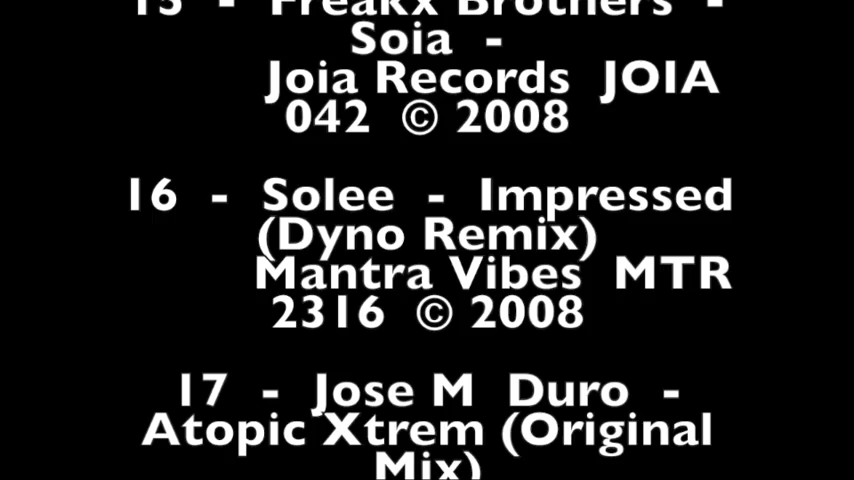 15 - Freakx Brothers -
Soia -
Joia Records JOIA
042 © 2008
16 - Solee - Impressed
(Dyno Remix)
Mantra Vibes MTR
2316 © 2008
17 - Jose M Duro -
Atopic Xtrem (Original
Mix)